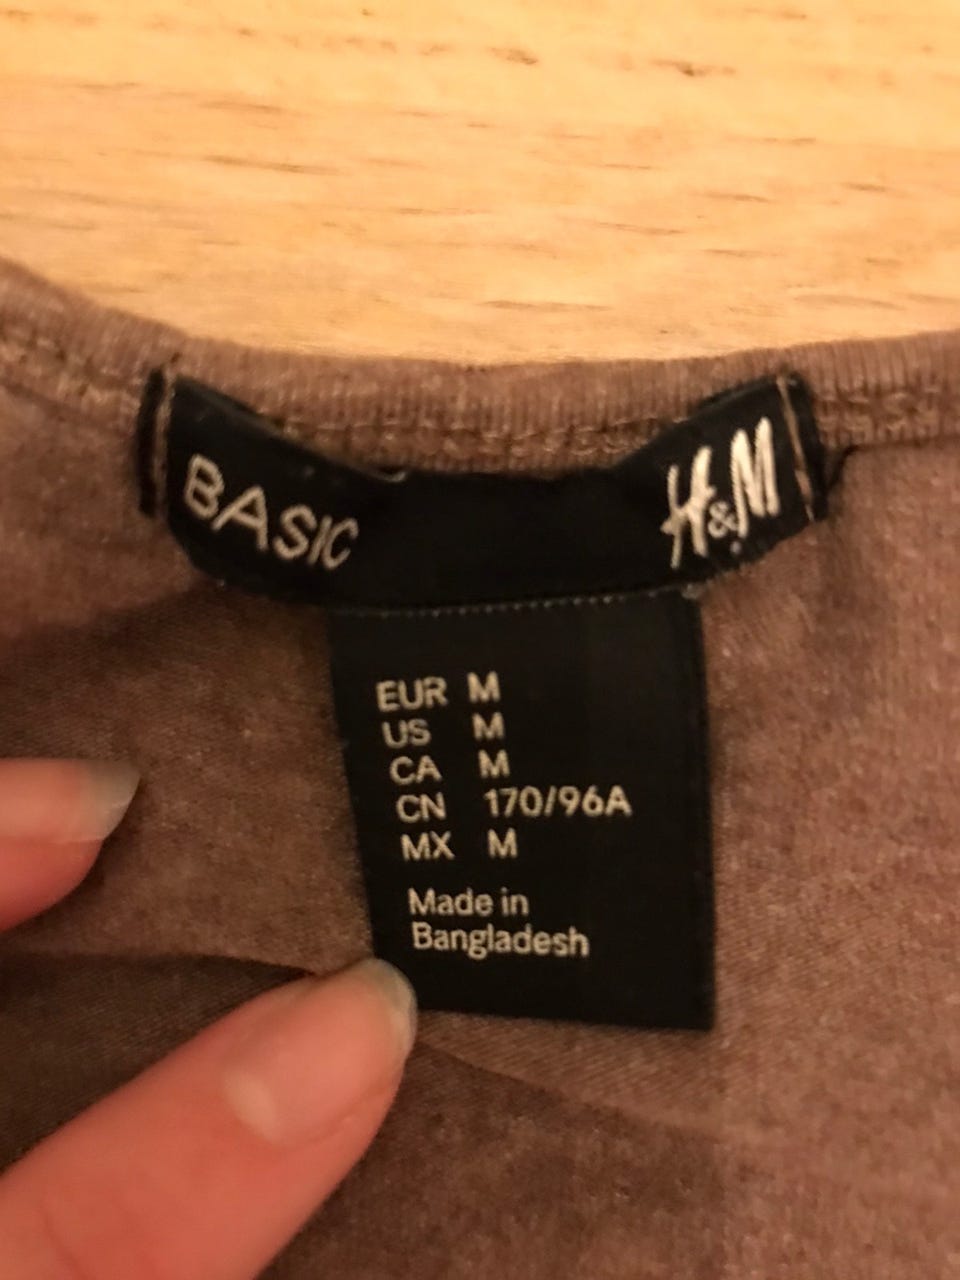 BASIC H&M
EUR M
US M
CA M
CN 170/96A
MX M
Made in
Bangladesh